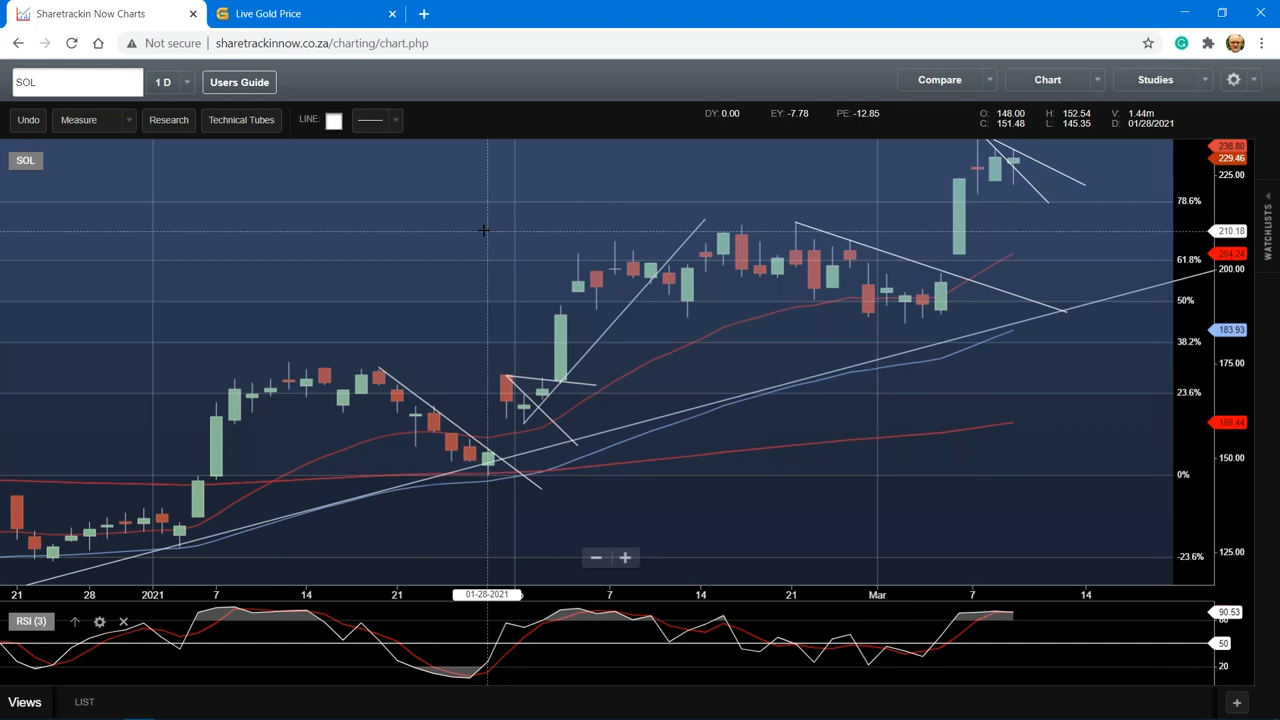 Sharetrackin Now Charts
Live Gold Price
Not secure sharetrackinnow.co.za/charting/chart.php
SOL 1 D Users Guide Compare Chart Studies
Undo Measure Research Technical Tubes LINE: DY: 0.00 EY: -7.78 PE: -12.85
O: 148.00 H: 152.54 V: 1.44m
C: 151.48 L: 145.35 D: 01/28/2021
SOL
WATCHLISTS
238.80
229.46
225.00
78.6%
210.18
204.24
61.8%
200.00
50%
183.93
38.2%
175.00
23.6%
159.44
150.00
0%
125.00
-23.6%
21 28 2021 7 14 21 01-28-2021 7 14 21 Mar 7 14
RSI (3)
90.53
80
50
20
Views LIST